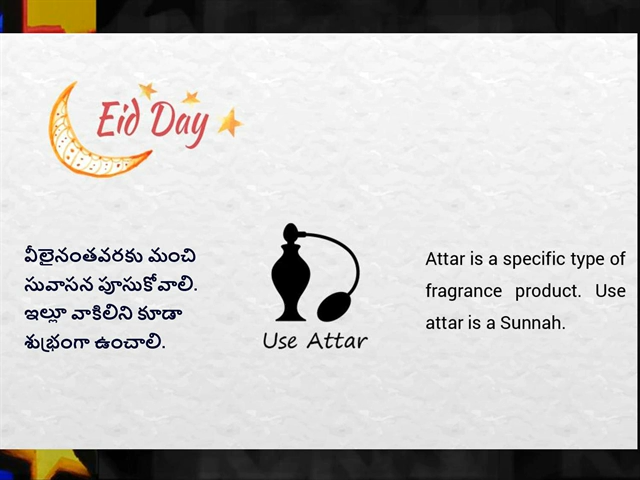 Eid Day
వీలైనంతవరకు మంచి
సువాసన పూసుకోవాలి.
ఇల్లూ వాకిలిని కూడా
శుభ్రంగా ఉంచాలి.
Use Attar
Attar is a specific type of
fragrance product. Use
attar is a Sunnah.